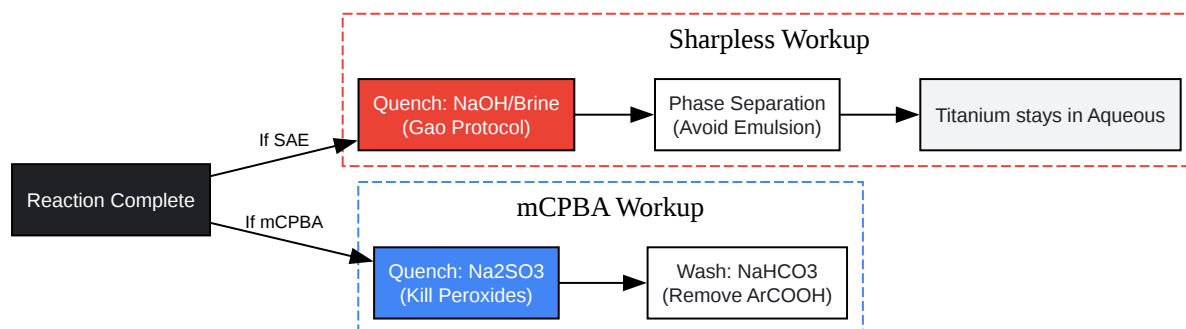 Sharpless Workup
Quench: NaOH/Brine
(Gao Protocol)
Phase Separation
(Avoid Emulsion)
Titanium stays in Aqueous
If SAE
Reaction Complete
If mCPBA
mCPBA Workup
Quench: Na2SO3
(Kill Peroxides)
Wash: NaHCO3
(Remove ArCOOH)